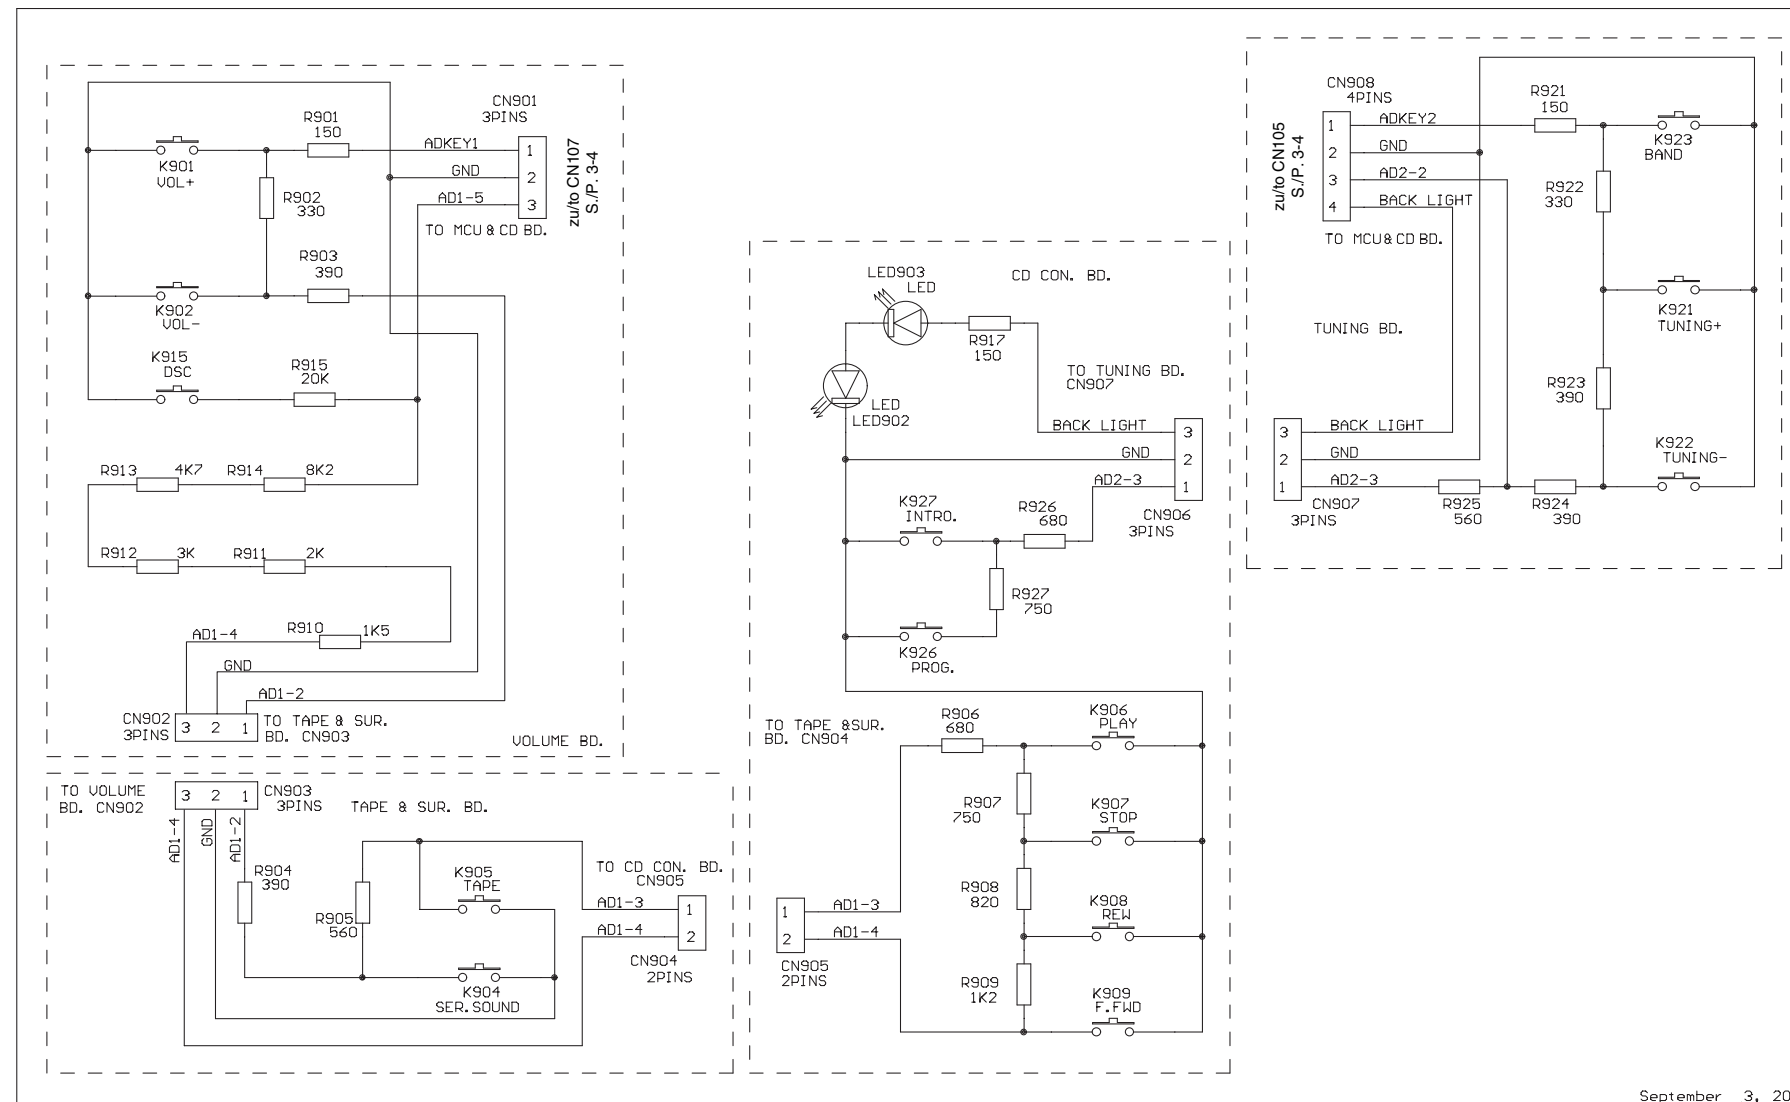 CN901
3PINS
R901
150
ADKEY1
1
GND
2
AD1-5
3
TO MCU & CD BD.
zu/to CN107
S./P. 3-4
K901
VOL+
R902
330
R903
390
K902
VOL-
K915
DSC
R915
20K
R913
4K7
R914
8K2
R912
3K
R911
2K
AD1-4
R910
1K5
GND
AD1-2
CN902
3PINS
3 2 1
TO TAPE & SUR.
BD. CN903
VOLUME BD.
TO VOLUME
BD. CN902
3 2 1
CN903
3PINS
TAPE & SUR. BD.
AD1-4
GND
AD1-2
R904
390
R905
560
K905
TAPE
K904
SER.SOUND
TO CD CON. BD.
CN905
AD1-3
1
AD1-4
2
CN904
2PINS
LED903
LED
CD CON. BD.
R917
150
LED
LED902
TO TUNING BD.
CN907
BACK LIGHT
3
GND
2
AD2-3
1
CN906
3PINS
K927
INTRO.
R926
680
R927
750
K926
PROG.
TO TAPE &SUR.
BD. CN904
R906
680
K906
PLAY
R907
750
K907
STOP
R908
820
K908
REW
R909
1K2
K909
F.FWD
1
AD1-3
2
AD1-4
CN905
2PINS
CN908
4PINS
zu/to CN105
S./P. 3-4
1
ADKEY2
2
GND
3
AD2-2
4
BACK LIGHT
TO MCU& CD BD.
R921
150
K923
BAND
R922
330
K921
TUNING+
TUNING BD.
R923
390
K922
TUNING-
3
BACK LIGHT
2
GND
1
AD2-3
CN907
3PINS
R925
560
R924
390
September 3, 20